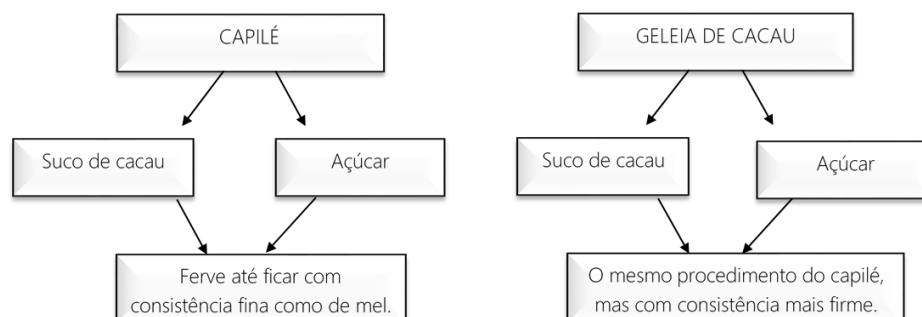 CAPILÉ
Suco de cacau
Açúcar
Ferve até ficar com
consistência fina como de mel.
GELEIA DE CACAU
Suco de cacau
Açúcar
O mesmo procedimento do capilé,
mas com consistência mais firme.